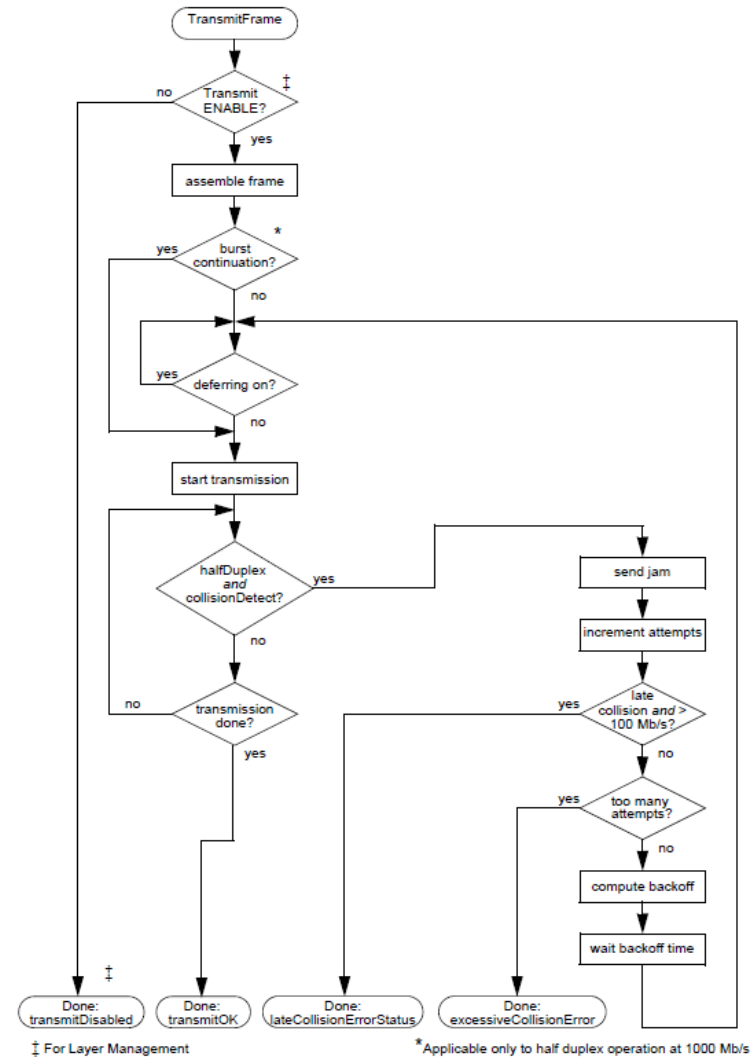 TransmitFrame
‡
Transmit
ENABLE?
no
yes
assemble frame
*
burst
continuation?
yes
no
deferring on?
yes
no
start transmission
halfDuplex
and
collisionDetect?
yes
no
send jam
increment attempts
transmission
done?
no
yes
late
collision and >
100 Mb/s?
yes
no
too many
attempts?
yes
no
compute backoff
wait backoff time
‡
Done:
transmitDisabled
Done:
transmitOK
Done:
lateCollisionErrorStatus
Done:
excessiveCollisionError
‡ For Layer Management
*Applicable only to half duplex operation at 1000 Mb/s